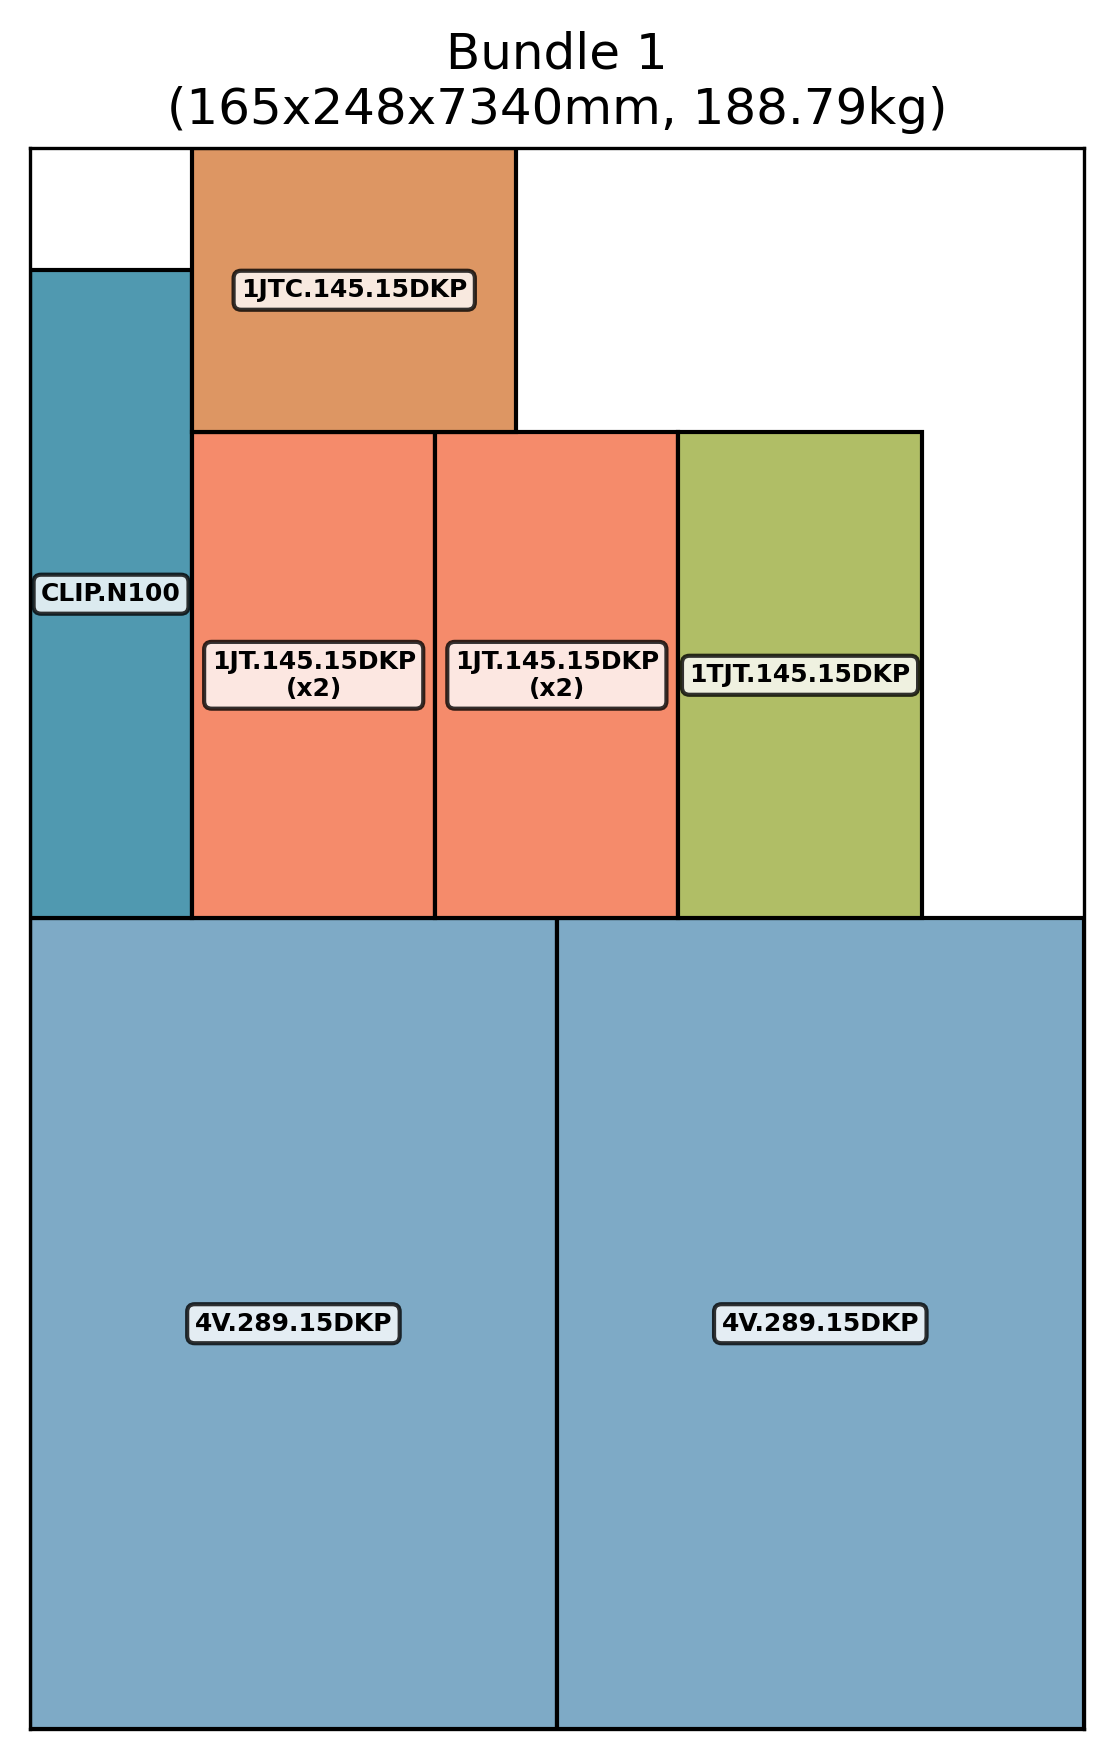 Bundle 1
(165x248x7340mm, 188.79kg)
1JTC.145.15DKP
CLIP.N100
1JT.145.15DKP
(x2)
1JT.145.15DKP
(x2)
1TJT.145.15DKP
4V.289.15DKP
4V.289.15DKP